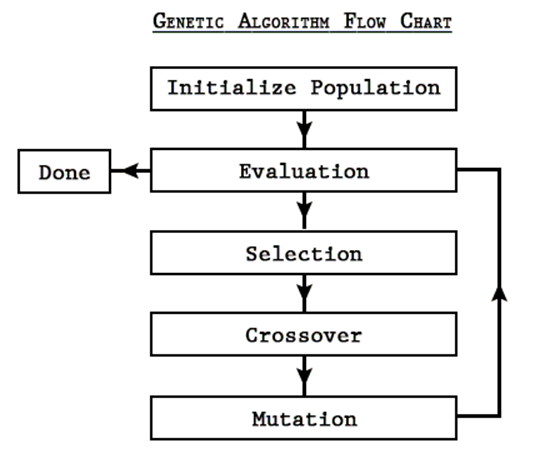 Genetic Algorithm Flow Chart
Initialize Population
Done
Evaluation
Selection
Crossover
Mutation